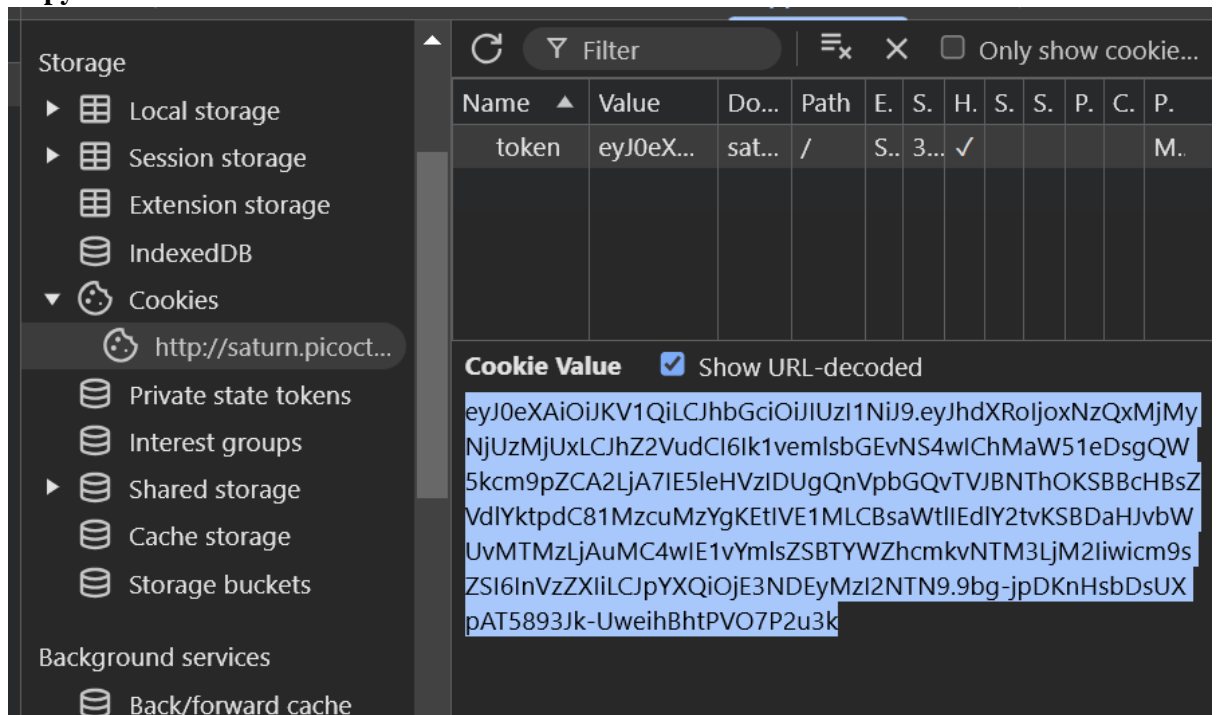 Storage
Local storage
Session storage
Extension storage
IndexedDB
Cookies
http://saturn.picoct...
Private state tokens
Interest groups
Shared storage
Cache storage
Storage buckets
Background services
Back/forward cache
Filter
Only show cookie...
Name Value Do... Path E. S. H. S. S. P. C. P.
token eyJ0eX... sat... / S.. 3... ✓ M..
Cookie Value Show URL-decoded
eyJ0eXAiOiJKV1QiLCJhbGciOiJIUzI1NiJ9.eyJhdXRoIjoxNzQxMjMy
NjUzMjUxLCJhZ2VudCI6Ik1vemlsbGEvNS4wIChMaW51eDsgQW
5kcm9pZCA2LjA7IE5leHVzIDUgQnVpbGQvTVJBNThOKSBBcHBsZ
VdlYktpdC81MzcuMzYgKEtIVE1MLCBsaWtlIEdlY2tvKSBDaHJvbW
UvMTMzLjAuMC4wIE1vYmlsZSBTYWZhcmkvNTM3LjM2Iiwicm9s
ZSI6InVzZXIiLCJpYXQiOjE3NDEyMzI2NTN9.9bg-jpDKnHsbDsUX
pAT5893Jk-UweihBhtPVO7P2u3k